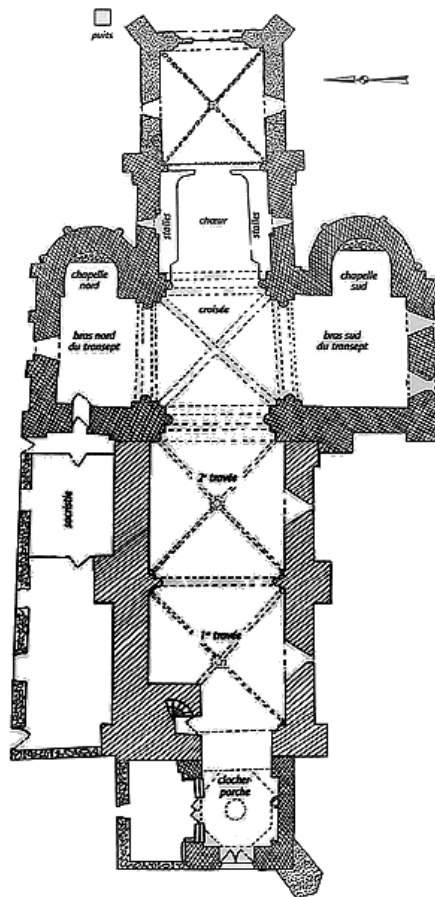 puits
stalles
chœur
stalles
chapelle
nord
chapelle
sud
croisée
bras nord
du transept
bras sud
du transept
2e travée
sacristie
1re travée
clocher-
porche